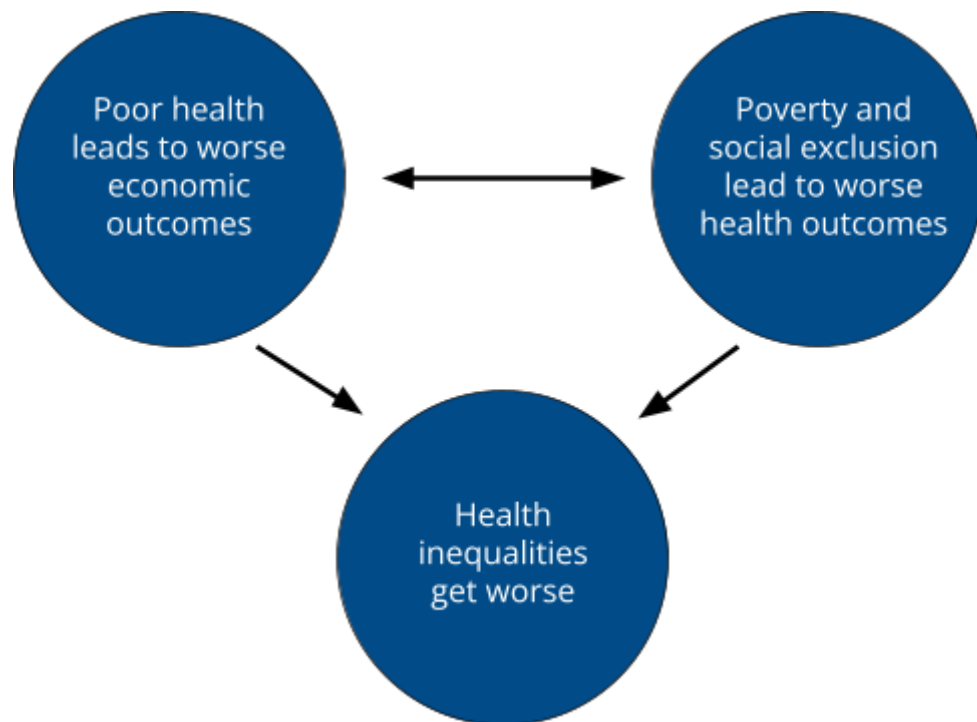 Poor health
leads to worse
economic
outcomes
Poverty and
social exclusion
lead to worse
health outcomes
Health
inequalities
get worse